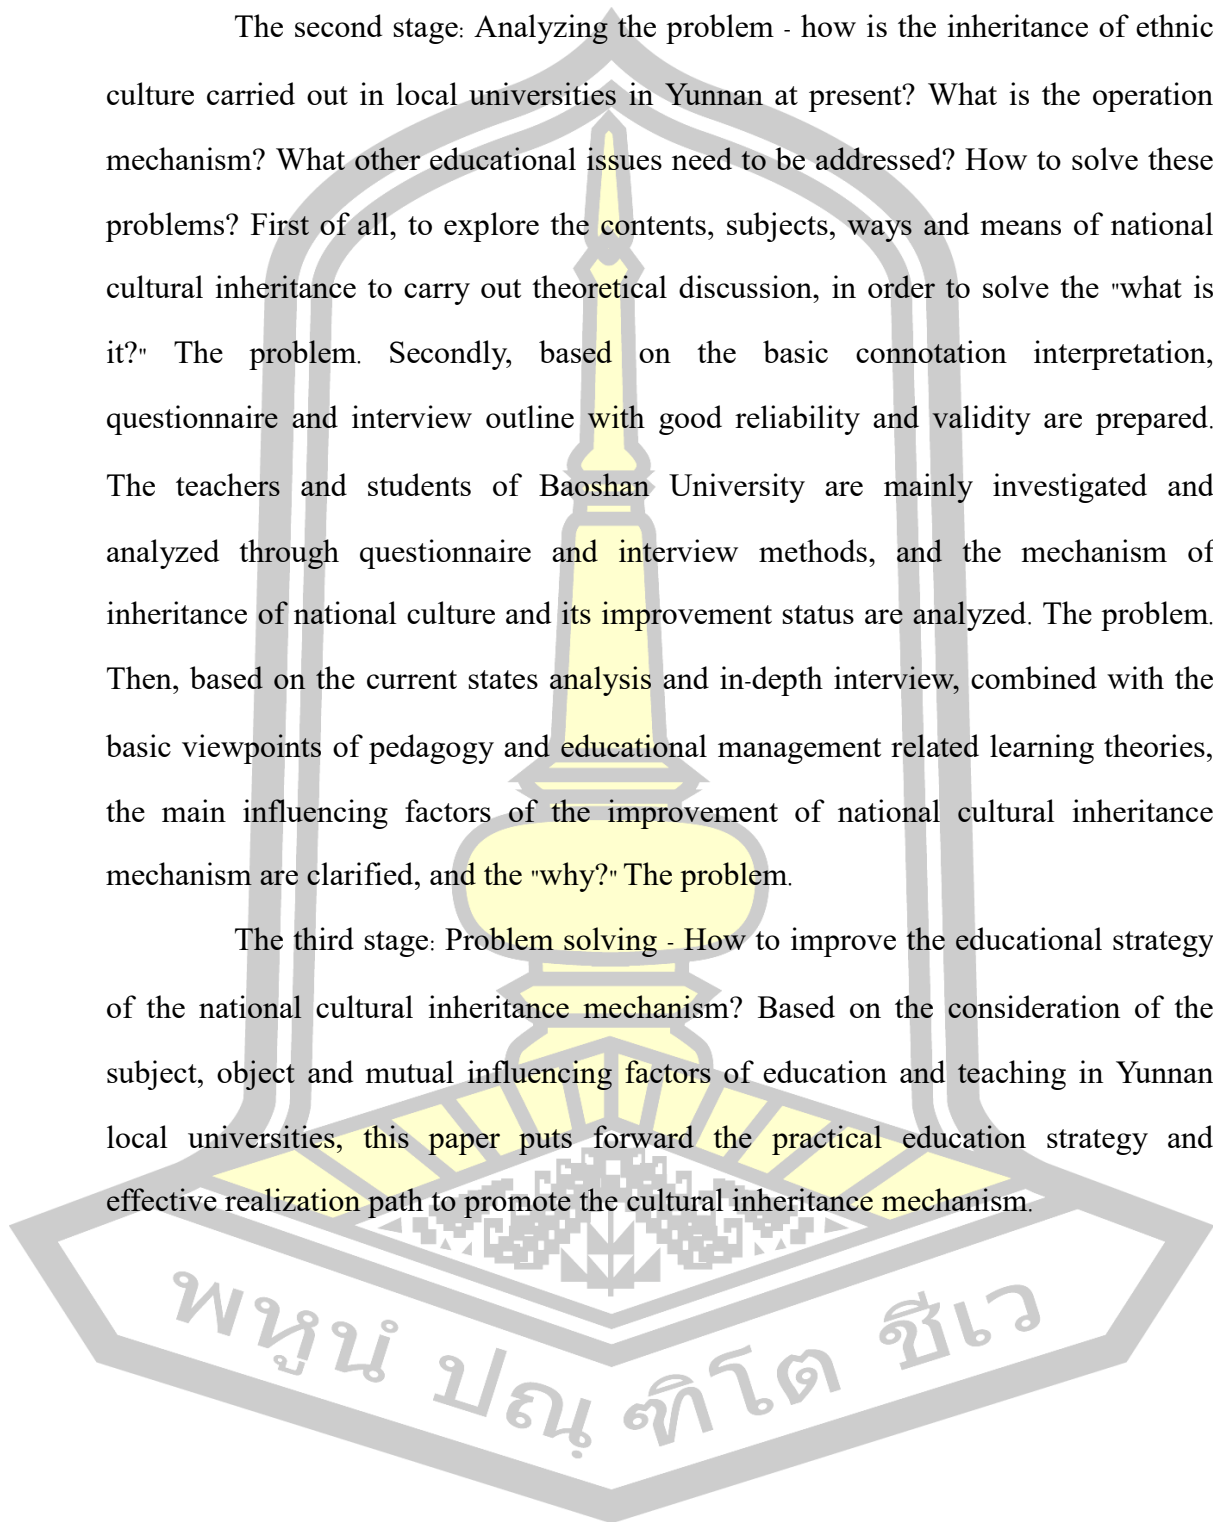 The second stage: Analyzing the problem - how is the inheritance of ethnic
culture carried out in local universities in Yunnan at present? What is the operation
mechanism? What other educational issues need to be addressed? How to solve these
problems? First of all, to explore the contents, subjects, ways and means of national
cultural inheritance to carry out theoretical discussion, in order to solve the "what is
it?" The problem. Secondly, based on the basic connotation interpretation,
questionnaire and interview outline with good reliability and validity are prepared.
The teachers and students of Baoshan University are mainly investigated and
analyzed through questionnaire and interview methods, and the mechanism of
inheritance of national culture and its improvement status are analyzed. The problem.
Then, based on the current states analysis and in-depth interview, combined with the
basic viewpoints of pedagogy and educational management related learning theories,
the main influencing factors of the improvement of national cultural inheritance
mechanism are clarified, and the "why?" The problem.
The third stage: Problem solving - How to improve the educational strategy
of the national cultural inheritance mechanism? Based on the consideration of the
subject, object and mutual influencing factors of education and teaching in Yunnan
local universities, this paper puts forward the practical education strategy and
effective realization path to promote the cultural inheritance mechanism.
พหูนํ ปณฺฑิโต ชีเว